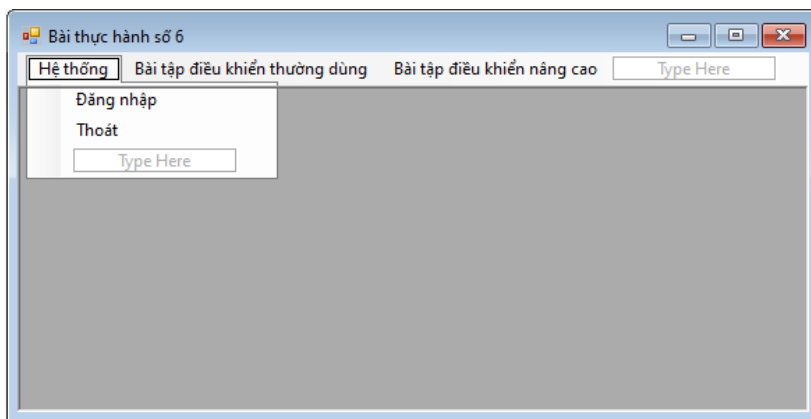 Bài thực hành số 6
Hệ thống Bài tập điều khiển thường dùng Bài tập điều khiển nâng cao Type Here
Đăng nhập
Thoát
Type Here